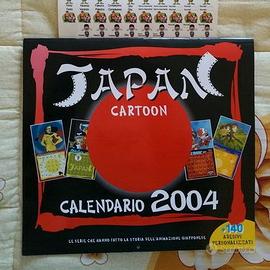 JAPAN
CARTOON
CALENDARIO 2004
LE SERIE CHE HANNO FATTO LA STORIA DELL'ANIMAZIONE GIAPPONESE
140
ADESIVI
PERSONALIZZATI